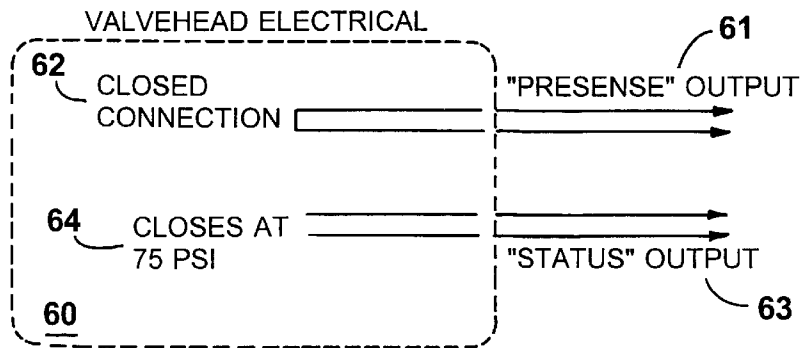 VALVEHEAD ELECTRICAL
61
62
CLOSED
CONNECTION
"PRESENSE" OUTPUT
64
CLOSES AT
75 PSI
"STATUS" OUTPUT
60
63